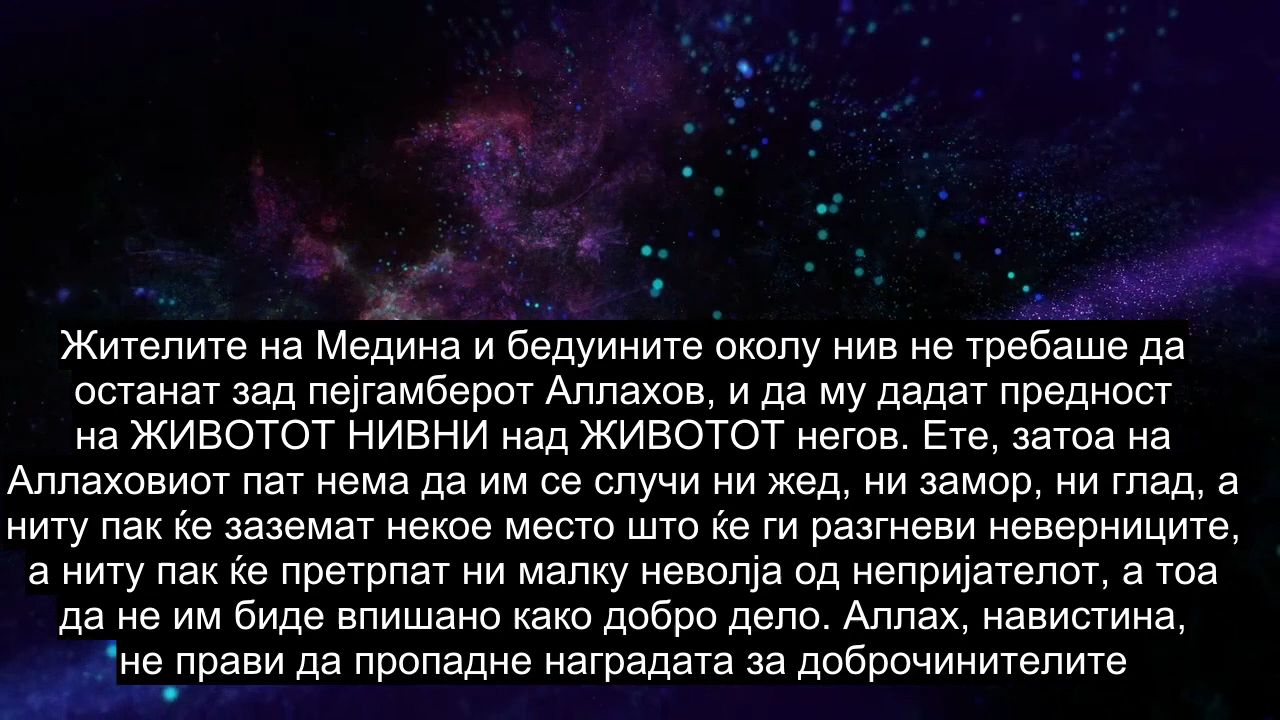 Жителите на Медина и бедуините околу нив не требаше да
останат зад пејгамберот Аллахов, и да му дадат предност
на ЖИВОТОТ НИВНИ над ЖИВОТОТ негов. Ете, затоа на
Аллаховиот пат нема да им се случи ни жед, ни замор, ни глад, а
ниту пак ќе заземат некое место што ќе ги разгневи неверниците,
а ниту пак ќе претрпат ни малку неволја од непријателот, а тоа
да не им биде впишано како добро дело. Аллах, навистина,
не прави да пропадне наградата за доброчинителите